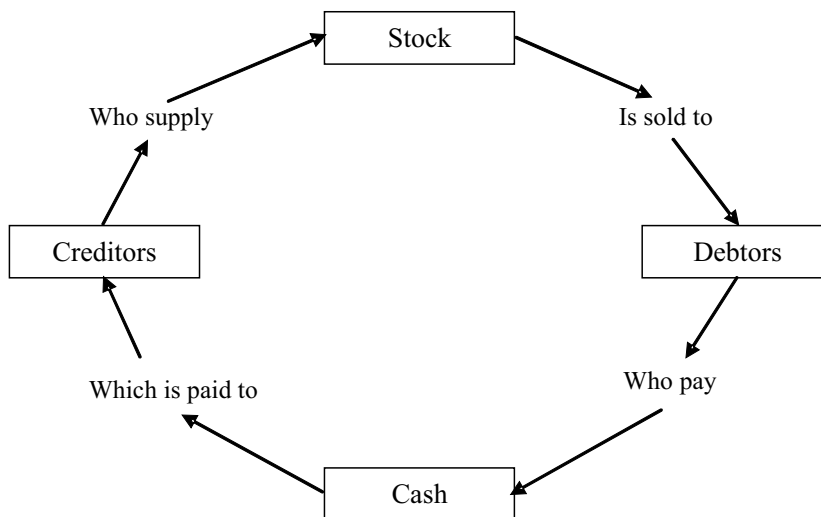 Stock
Who supply
Is sold to
Creditors
Debtors
Which is paid to
Who pay
Cash